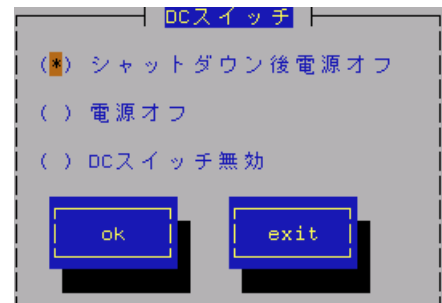 DCスイッチ
(*) シャットダウン後電源オフ
( ) 電源オフ
( ) DCスイッチ無効
ok exit